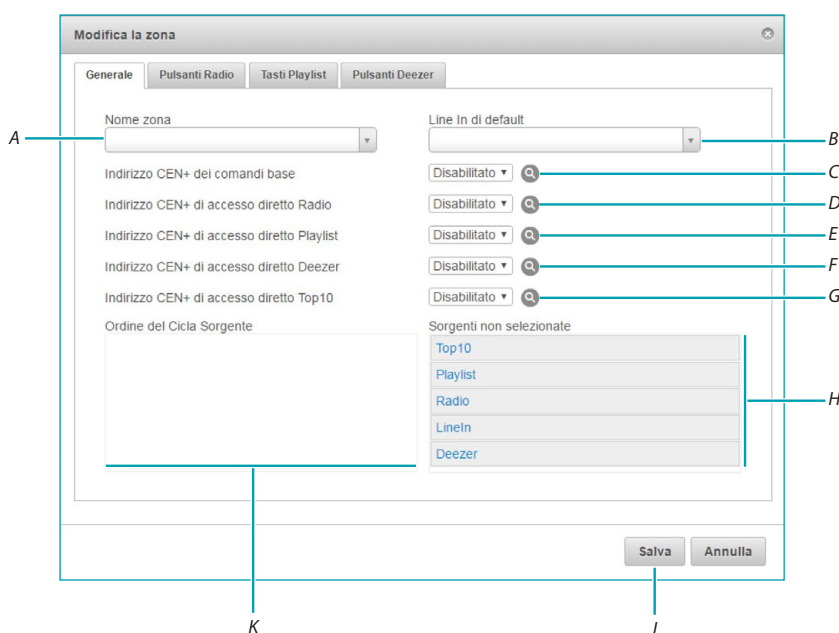 Modifica la zona
Generale Pulsanti Radio Tasti Playlist Pulsanti Deezer
Nome zona Line In di default
A B
Indirizzo CEN+ dei comandi base Disabilitato C
Indirizzo CEN+ di accesso diretto Radio Disabilitato D
Indirizzo CEN+ di accesso diretto Playlist Disabilitato E
Indirizzo CEN+ di accesso diretto Deezer Disabilitato F
Indirizzo CEN+ di accesso diretto Top10 Disabilitato G
Ordine del Cicla Sorgente Sorgenti non selezionate
Top10
Playlist
Radio H
LineIn
Deezer
Salva Annulla
K